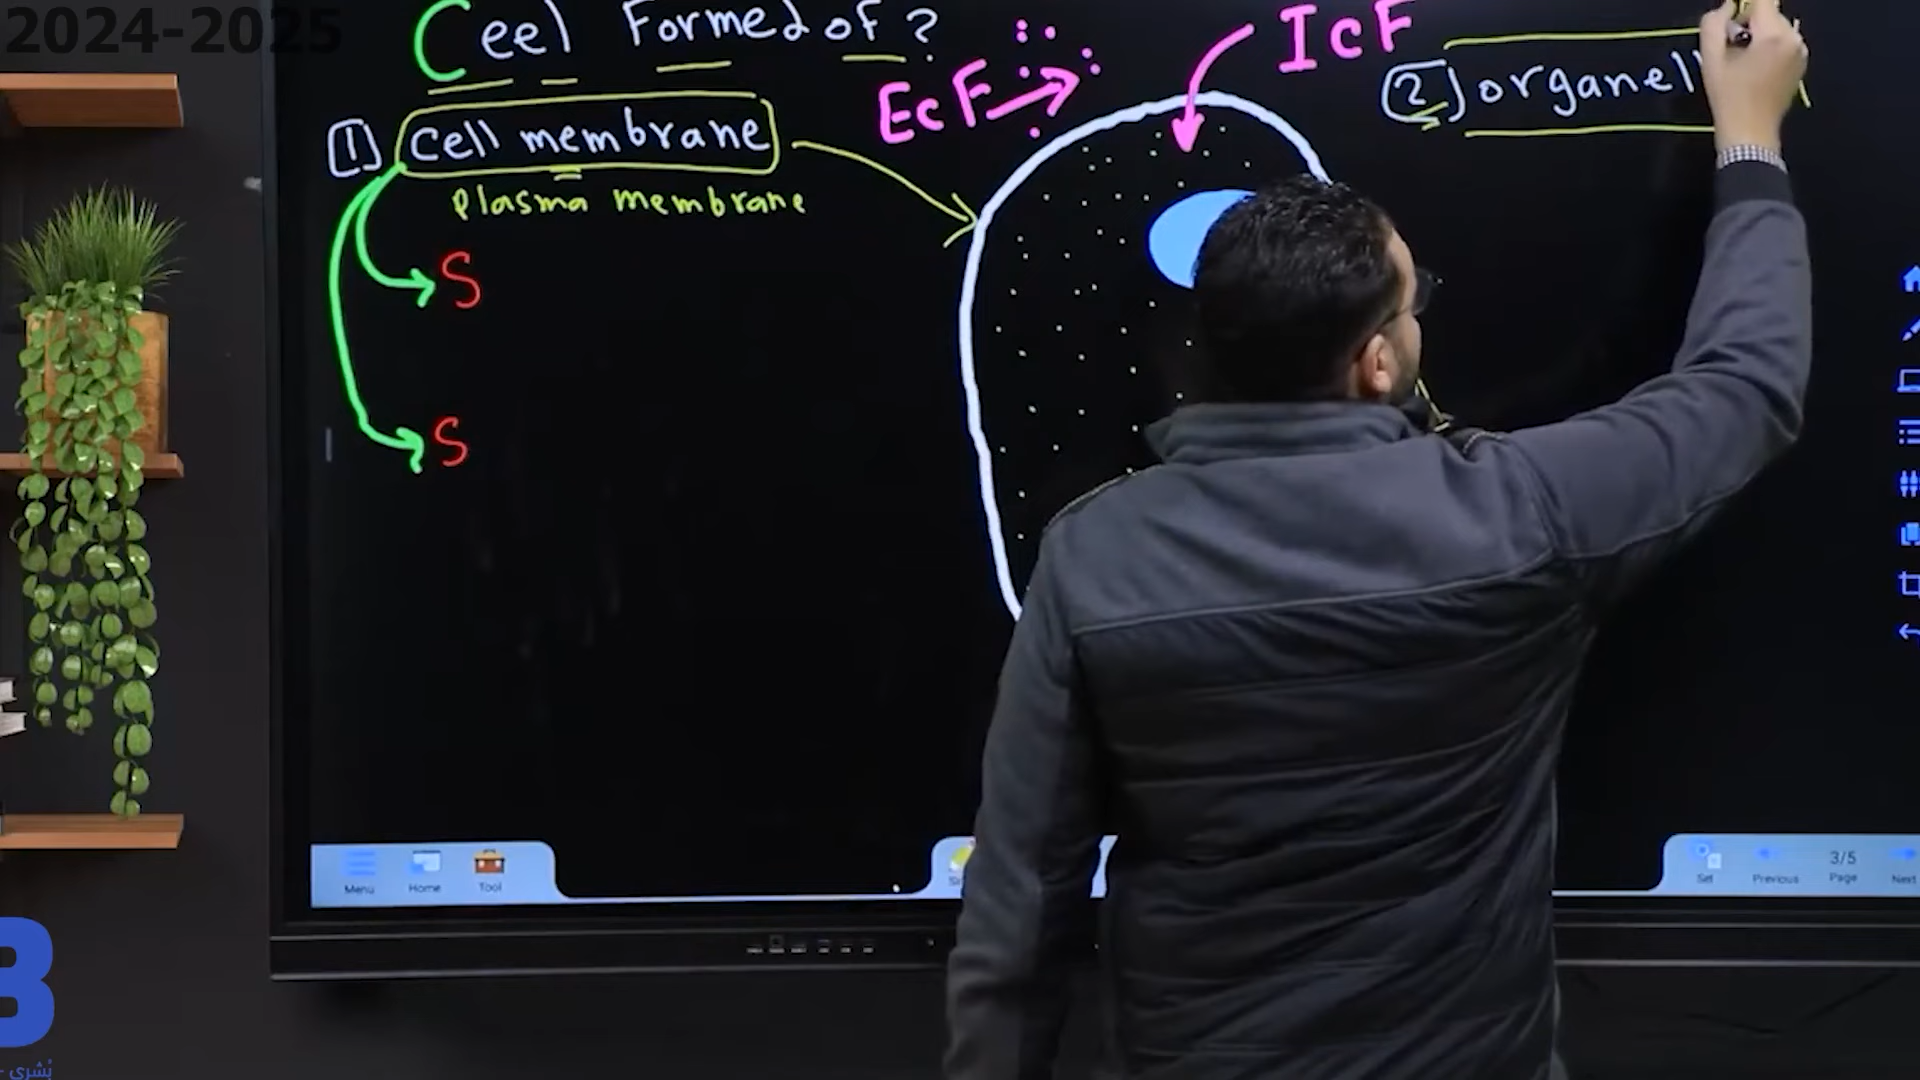 2024-2025
Ceel Formed of ?
EcF
IcF
1 cell membrane
2 organell
plasma membrane
S
S
Menu
Home
Tool
Set
Previous
3/5
Page
Next
B
بُشرى